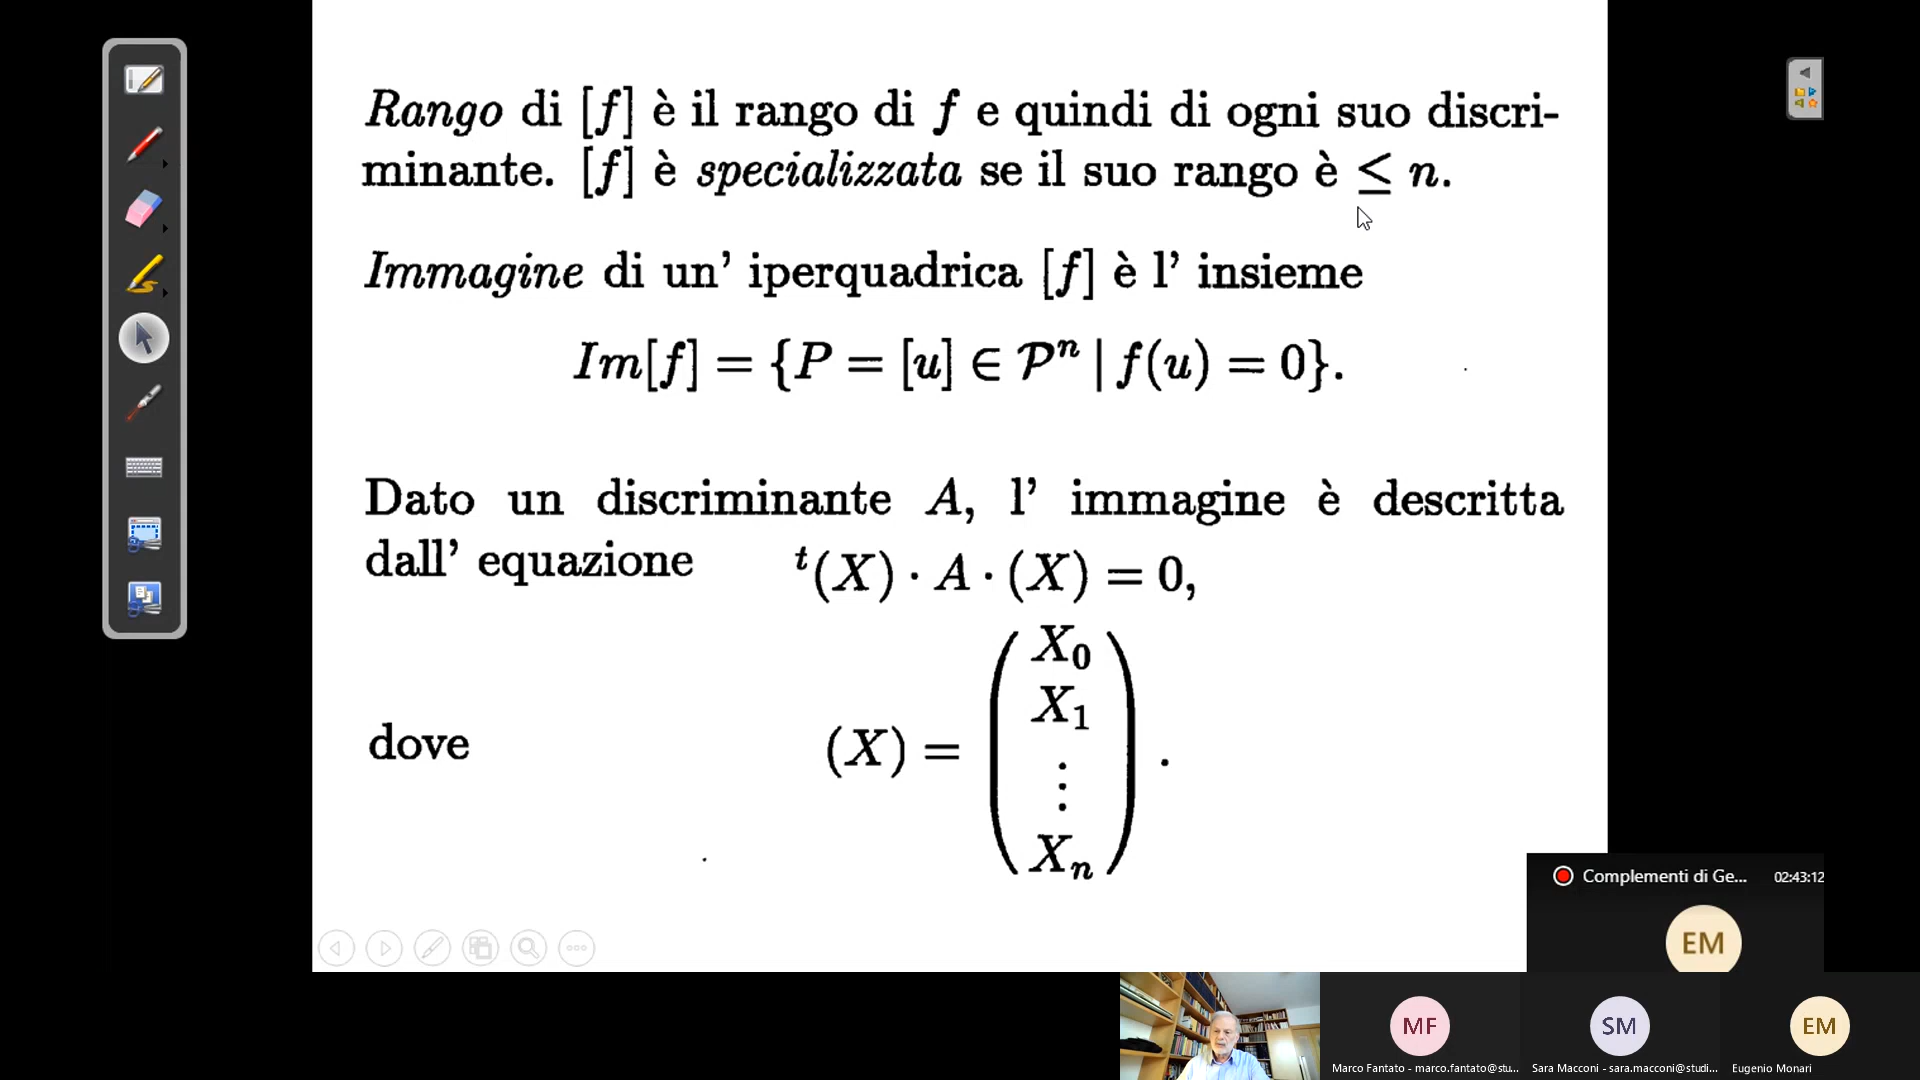 Rango di [f] è il rango di f e quindi di ogni suo discri-
minante. [f] è specializzata se il suo rango è ≤ n.
Immagine di un' iperquadrica [f] è l' insieme
Im[f] = {P = [u] ∈ 𝒫ⁿ | f(u) = 0}.
Dato un discriminante A, l' immagine è descritta
dall' equazione ᵗ(X) · A · (X) = 0,
dove (X) = (X₀ X₁ ⋮ Xₙ) .
Complementi di Ge... 02:43:12
EM
MF SM EM
Marco Fantato - marco.fantato@stu... Sara Macconi - sara.macconi@studi... Eugenio Monari